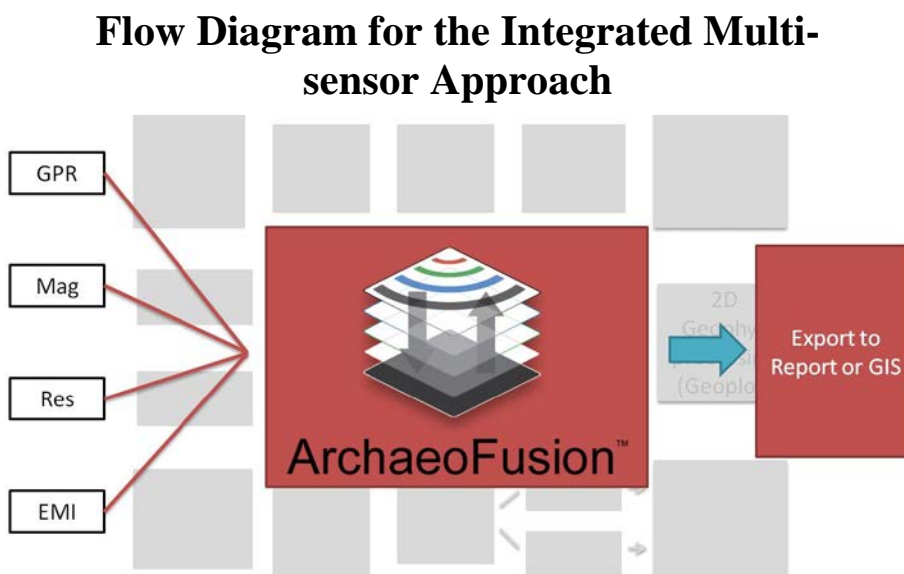 Flow Diagram for the Integrated Multi-
sensor Approach
GPR
Mag
Res
EMI
ArchaeoFusion™
2D
(Geoplo
Export to
Report or GIS